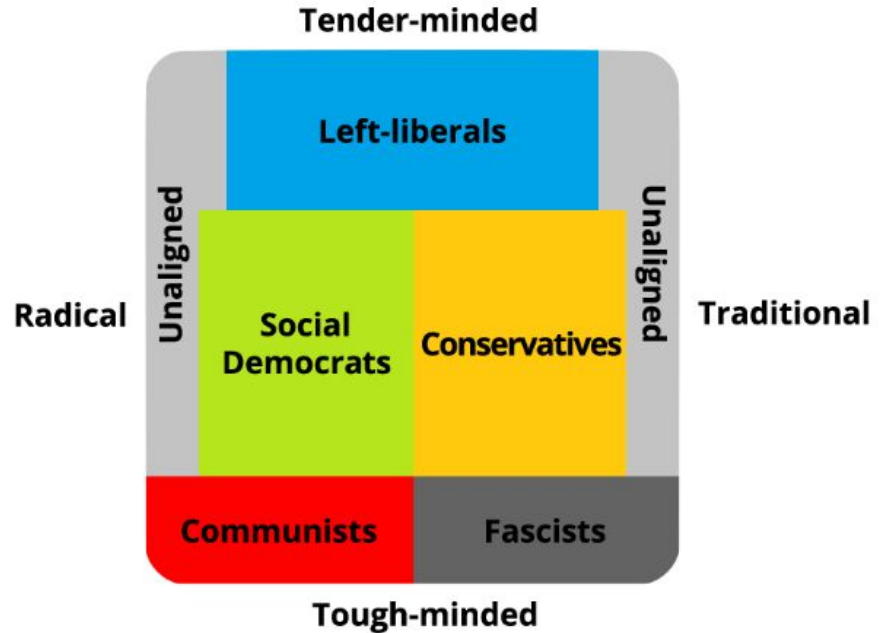 Tender-minded
Left-liberals
Unaligned
Unaligned
Radical
Social
Democrats
Conservatives
Traditional
Communists
Fascists
Tough-minded